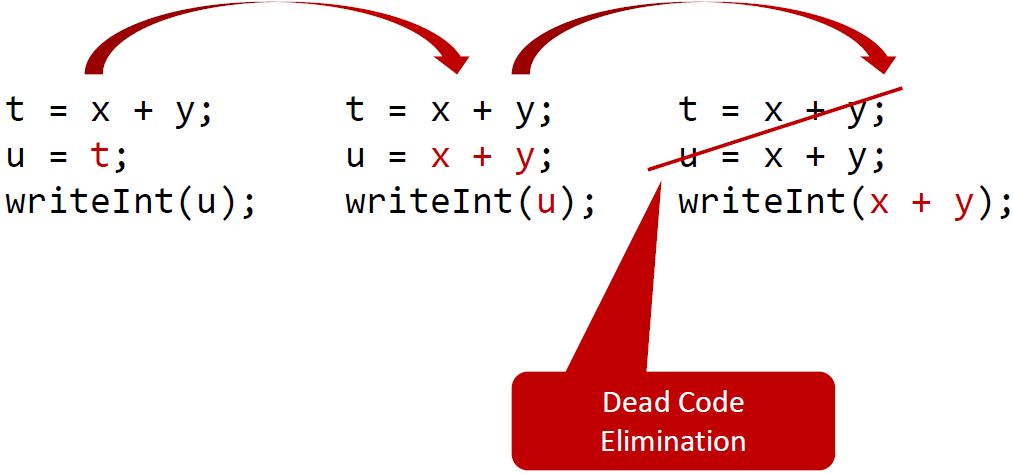 t = x + y;
u = t;
writeInt(u);
t = x + y;
u = x + y;
writeInt(u);
t = x + y;
u = x + y;
writeInt(x + y);
Dead Code
Elimination